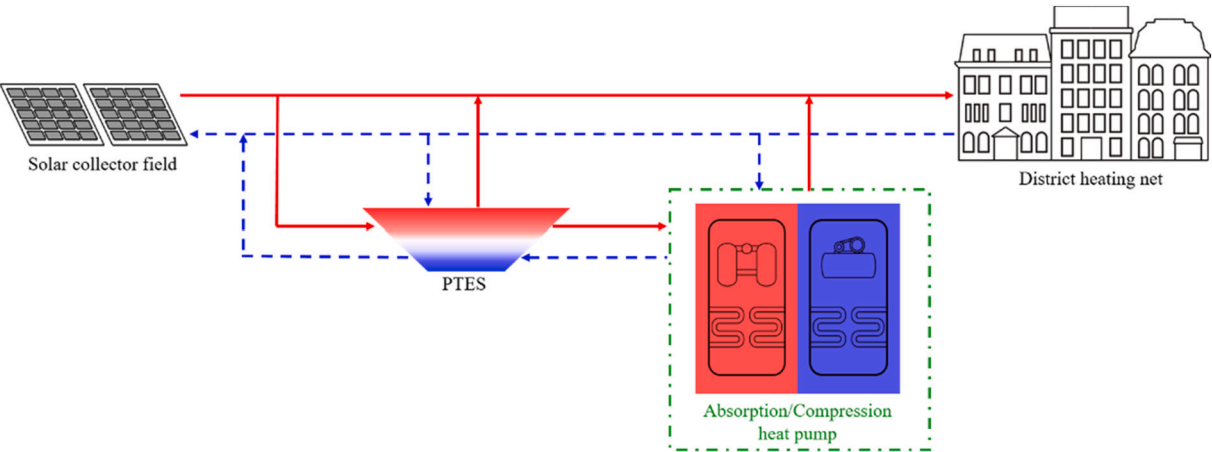 Solar collector field
District heating net
PTES
Absorption/Compression
heat pump